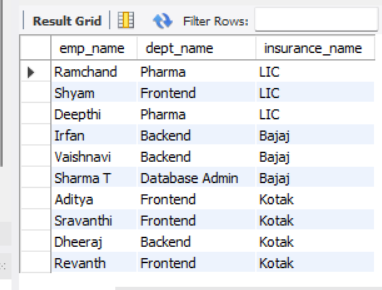 Result Grid Filter Rows:
emp_name dept_name insurance_name
Ramchand Pharma LIC
Shyam Frontend LIC
Deepthi Pharma LIC
Irfan Backend Bajaj
Vaishnavi Backend Bajaj
Sharma T Database Admin Bajaj
Aditya Frontend Kotak
Sravanthi Frontend Kotak
Dheeraj Backend Kotak
Revanth Frontend Kotak